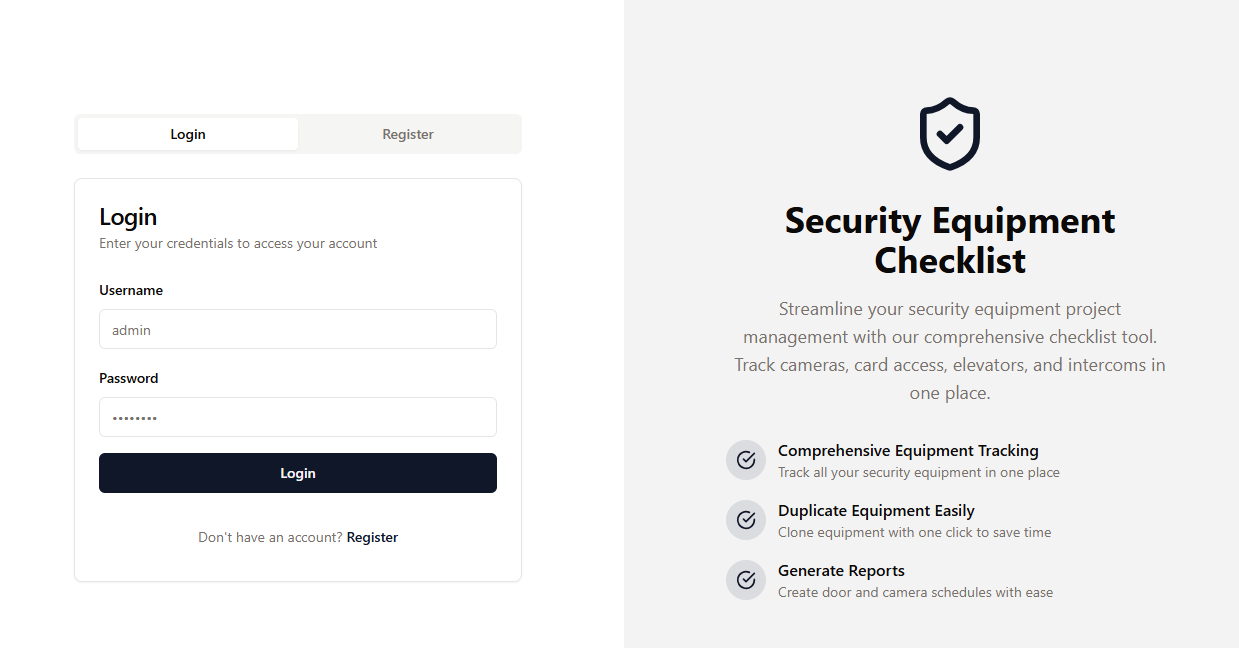 Login
Register
Login
Enter your credentials to access your account
Username
admin
Password
••••••••
Login
Don't have an account? Register
Security Equipment
Checklist
Streamline your security equipment project
management with our comprehensive checklist tool.
Track cameras, card access, elevators, and intercoms in
one place.
Comprehensive Equipment Tracking
Track all your security equipment in one place
Duplicate Equipment Easily
Clone equipment with one click to save time
Generate Reports
Create door and camera schedules with ease